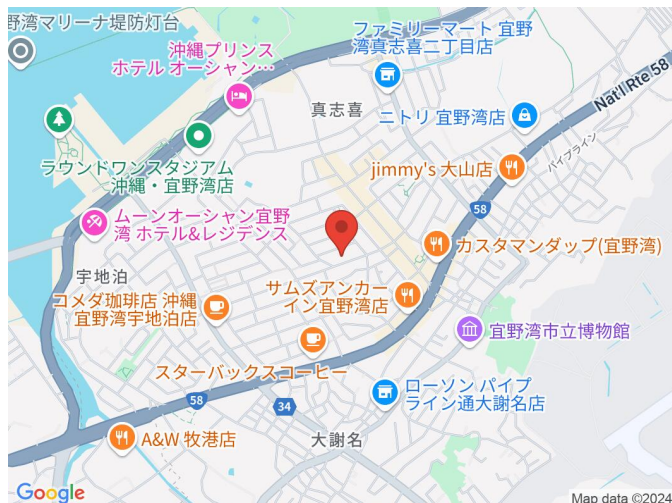 野湾マリーナ堤防灯台
沖縄プリンス
ホテル オーシャン…
ファミリーマート 宜野
湾真志喜二丁目店
真志喜
ニトリ 宜野湾店
Nat'l Rte 58
パイプライン
ラウンドワンスタジアム
沖縄・宜野湾店
jimmy's 大山店
58
ムーンオーシャン宜野
湾 ホテル&レジデンス
カスタマンダップ(宜野湾)
宇地泊
サムズアンカー
イン宜野湾店
コメダ珈琲店 沖縄
宜野湾宇地泊店
宜野湾市立博物館
スターバックスコーヒー
ローソン パイプ
ライン通大謝名店
58
34
A&W 牧港店
大謝名
Google
Map data ©2024